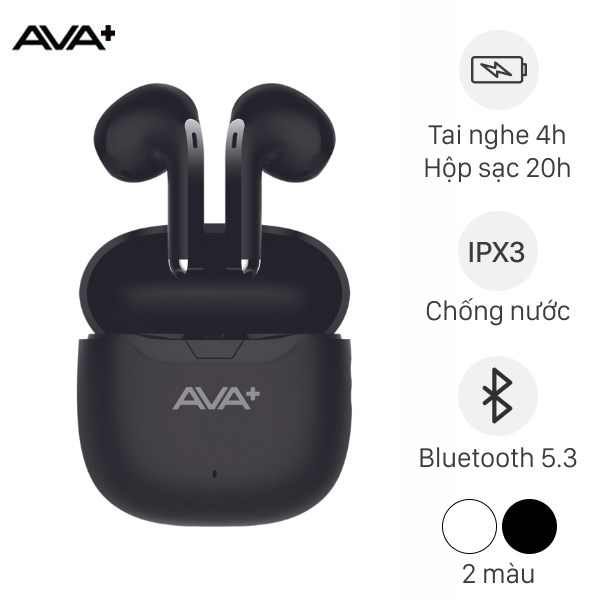 AVA+
Tai nghe 4h
Hộp sạc 20h
IPX3
Chống nước
AVA+
Bluetooth 5.3
2 màu